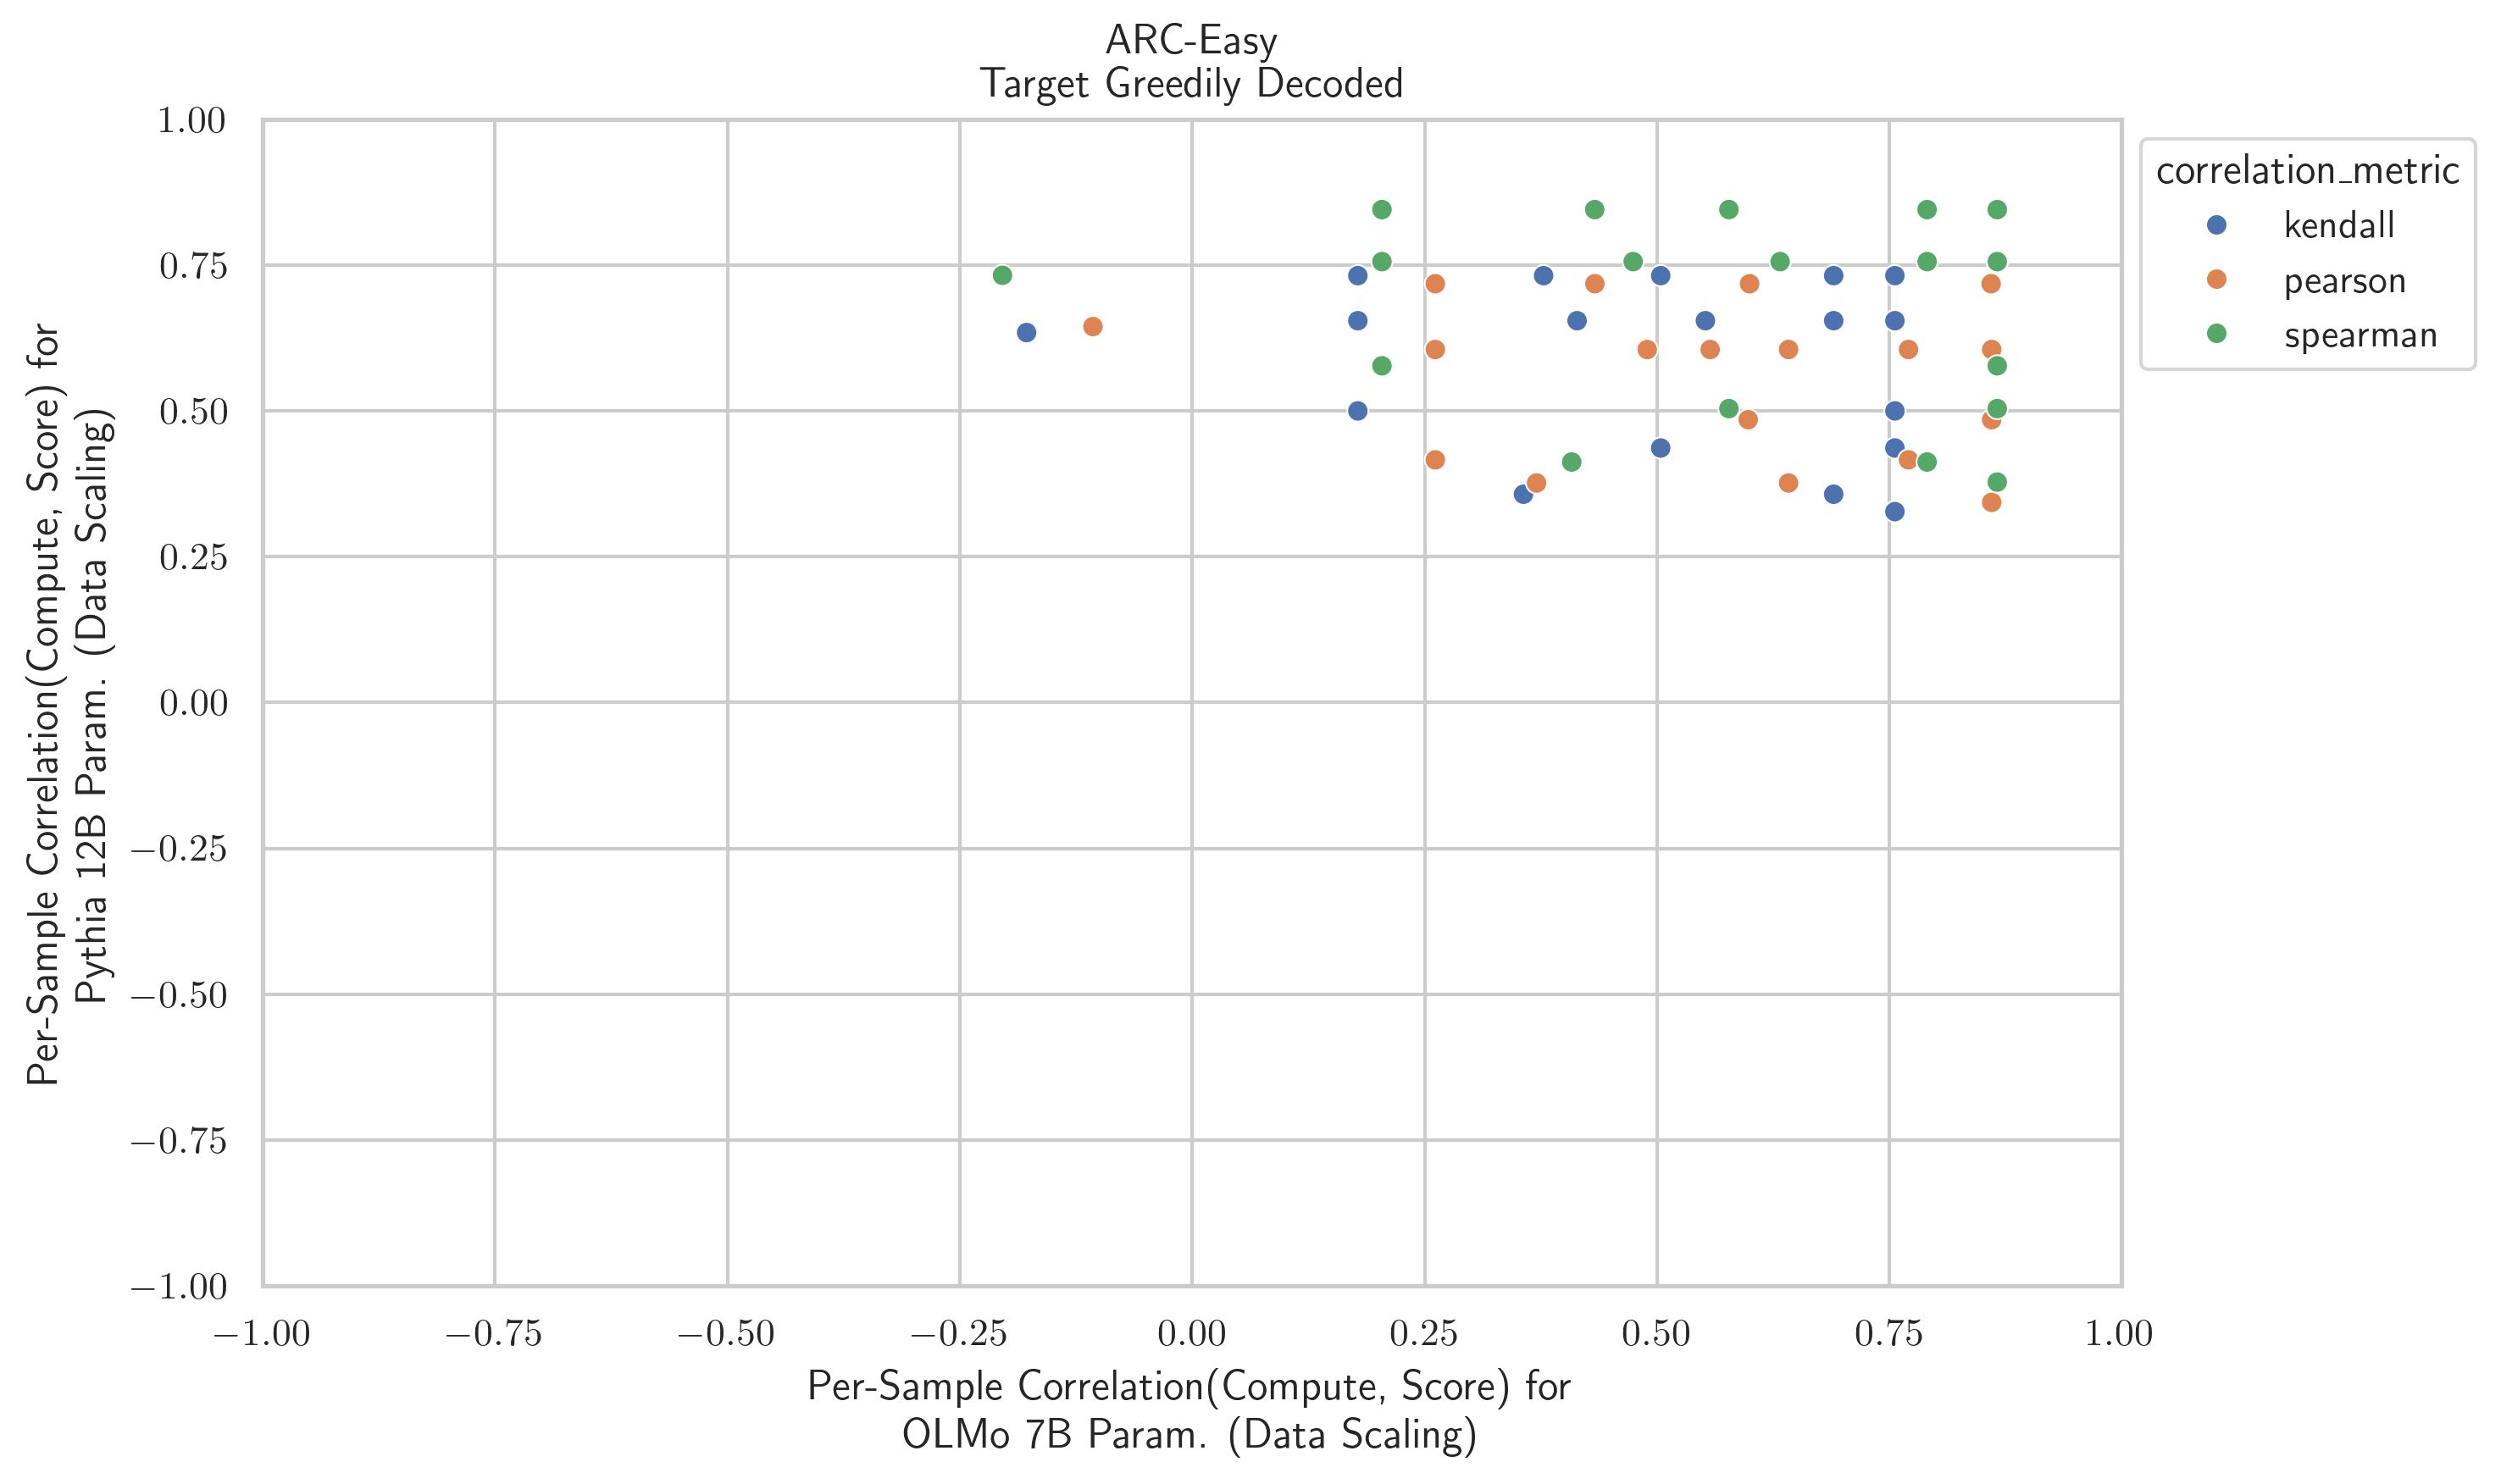 ARC-Easy
Target Greedily Decoded
Per-Sample Correlation(Compute, Score) for
Pythia 12B Param. (Data Scaling)
1.00
0.75
0.50
0.25
0.00
−0.25
−0.50
−0.75
−1.00
−1.00 −0.75 −0.50 −0.25 0.00 0.25 0.50 0.75 1.00
Per-Sample Correlation(Compute, Score) for
OLMo 7B Param. (Data Scaling)
correlation_metric
kendall
pearson
spearman